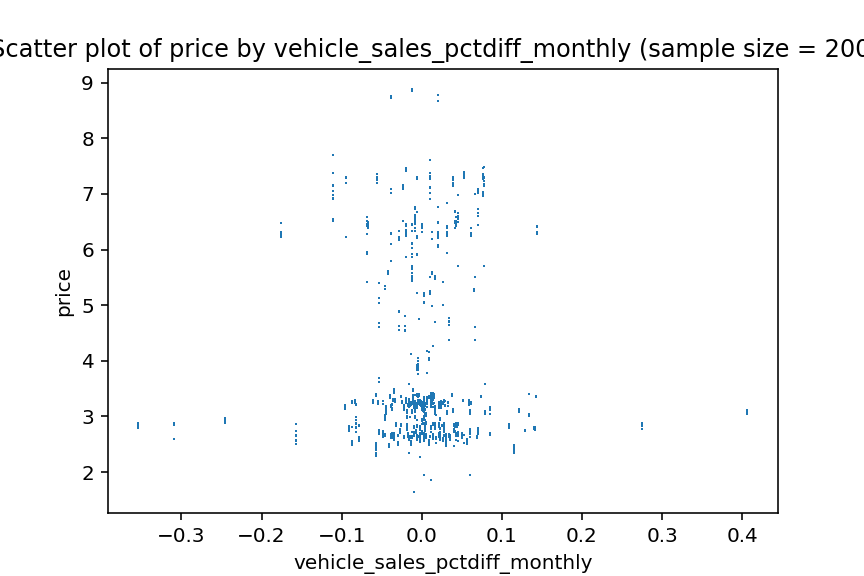 Scatter plot of price by vehicle_sales_pctdiff_monthly (sample size = 200
9
8
7
6
5
4
3
2
price
−0.3 −0.2 −0.1 0.0 0.1 0.2 0.3 0.4
vehicle_sales_pctdiff_monthly